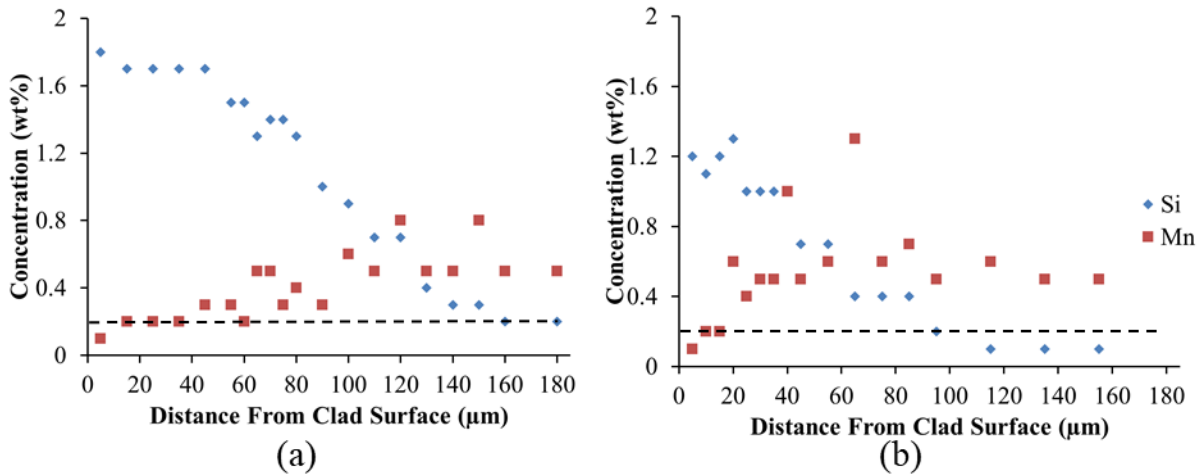 Concentration (wt%)
2
1.6
1.2
0.8
0.4
0
0 20 40 60 80 100 120 140 160 180
Distance From Clad Surface (µm)
(a)
Concentration (wt%)
2
1.6
1.2
0.8
0.4
0
0 20 40 60 80 100 120 140 160 180
Distance From Clad Surface (µm)
(b)
Si
Mn